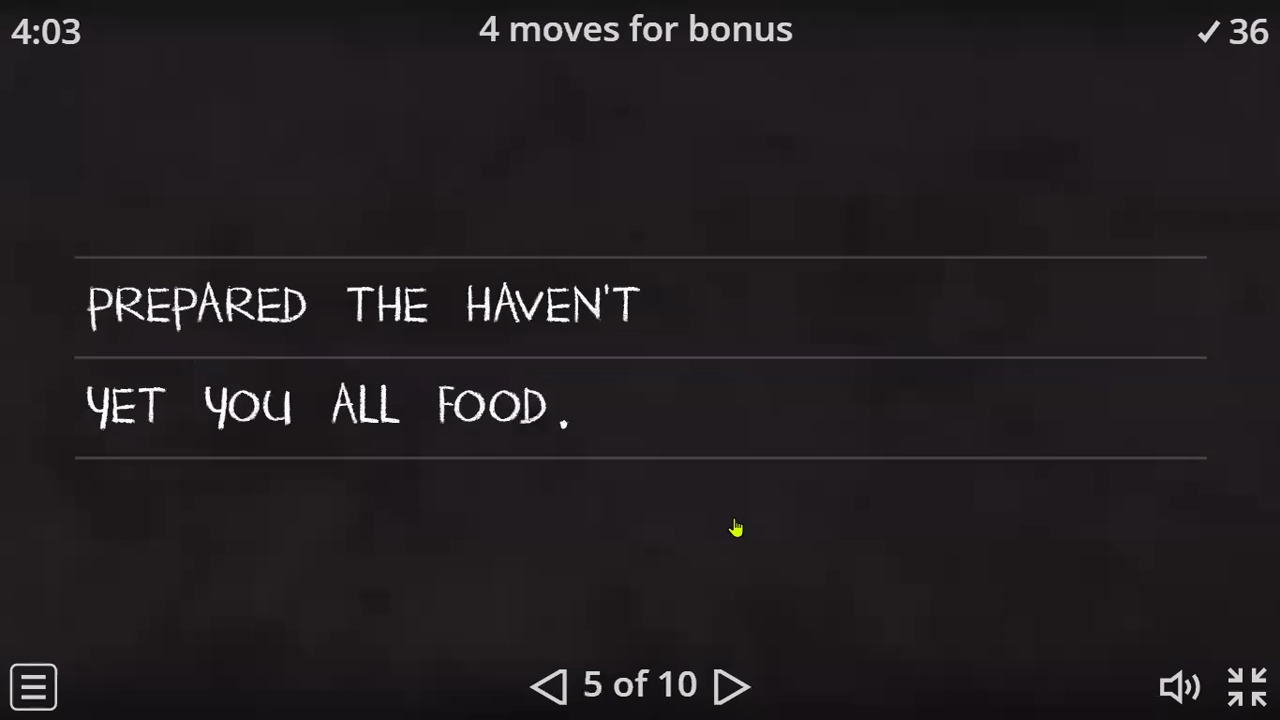 4:03 4 moves for bonus ✓ 36
PREPARED THE HAVEN'T
YET YOU ALL FOOD.
5 of 10